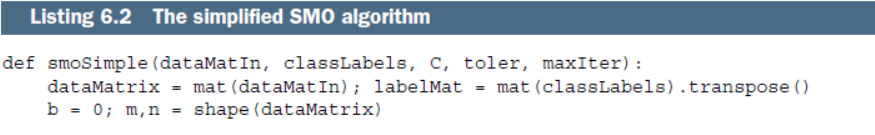 Listing 6.2 The simplified SMO algorithm
def smoSimple(dataMatIn, classLabels, C, toler, maxIter):
    dataMatrix = mat(dataMatIn); labelMat = mat(classLabels).transpose()
    b = 0; m,n = shape(dataMatrix)